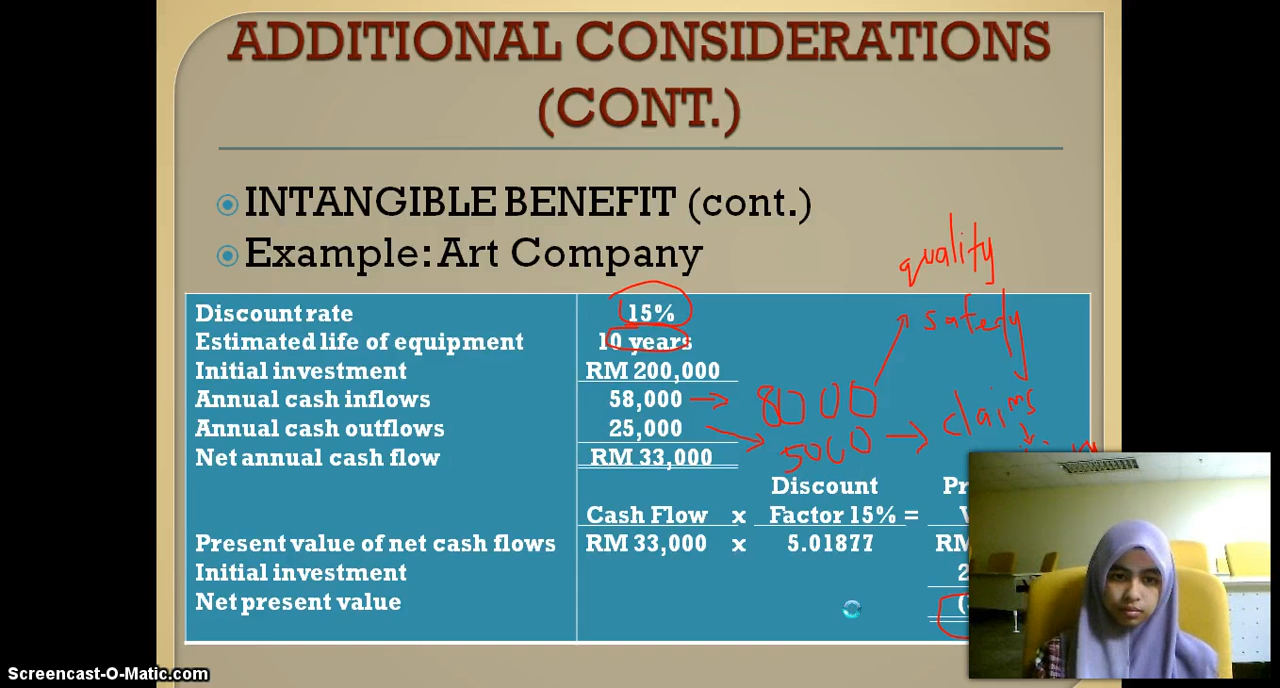 ADDITIONAL CONSIDERATIONS
(CONT.)
INTANGIBLE BENEFIT (cont.)
Example: Art Company
quality
safety
Discount rate 15%
Estimated life of equipment 10 years
Initial investment RM 200,000
Annual cash inflows 58,000 → 8000
claims
Annual cash outflows 25,000 → 5000 →
Net annual cash flow RM 33,000
Discount
Cash Flow x Factor 15% =
Present value of net cash flows RM 33,000 x 5.01877 RM
Initial investment 2
Net present value (
Screencast-O-Matic.com